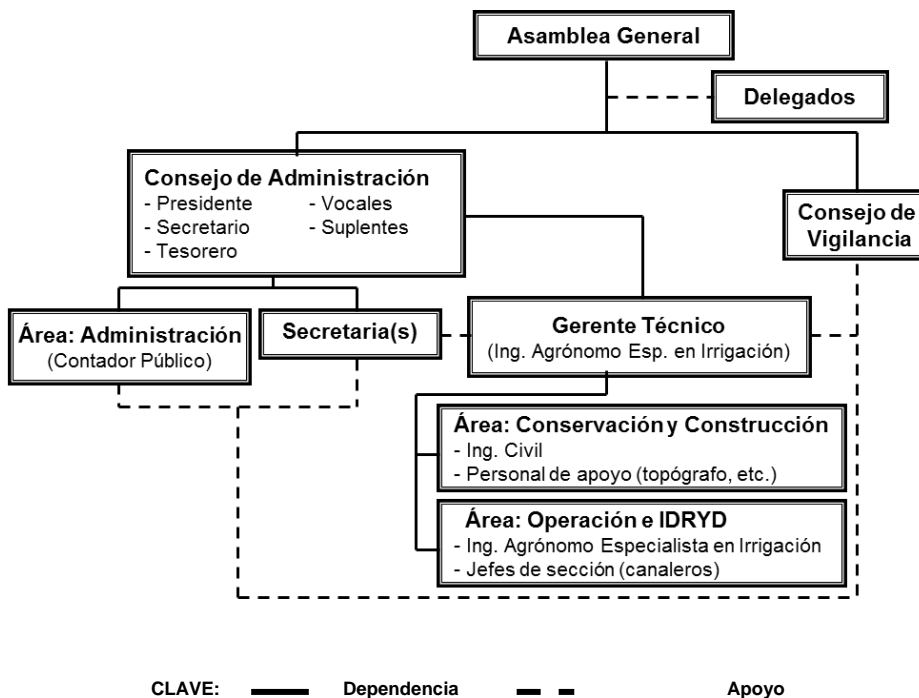 Asamblea General
Delegados
Consejo de Administración
- Presidente - Vocales
- Secretario - Suplentes
- Tesorero
Consejo de
Vigilancia
Área: Administración
(Contador Público)
Secretaria(s)
Gerente Técnico
(Ing. Agrónomo Esp. en Irrigación)
Área: Conservación y Construcción
- Ing. Civil
- Personal de apoyo (topógrafo, etc.)
Área: Operación e IDRYD
- Ing. Agrónomo Especialista en Irrigación
- Jefes de sección (canaleros)
CLAVE: Dependencia Apoyo